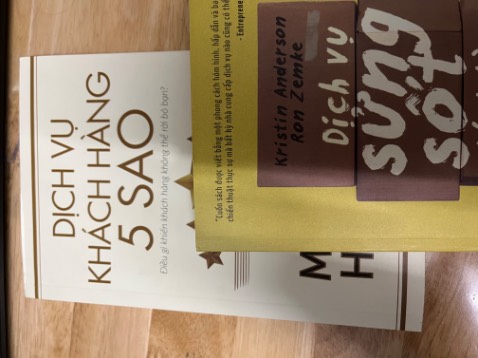 DỊCH VỤ
KHÁCH HÀNG
5 SAO
Điều gì khiến khách hàng không thể rời bỏ bạn?
M
H
Kristin Anderson
Ron Zemke
Dịch vụ
sửng
sốt
"Cuốn sách được viết bằng một phong cách hóm hỉnh, hấp dẫn và ba
chiến thuật thực sự mà bất kỳ nhà cung cấp dịch vụ nào cũng có thể
- Entreprene